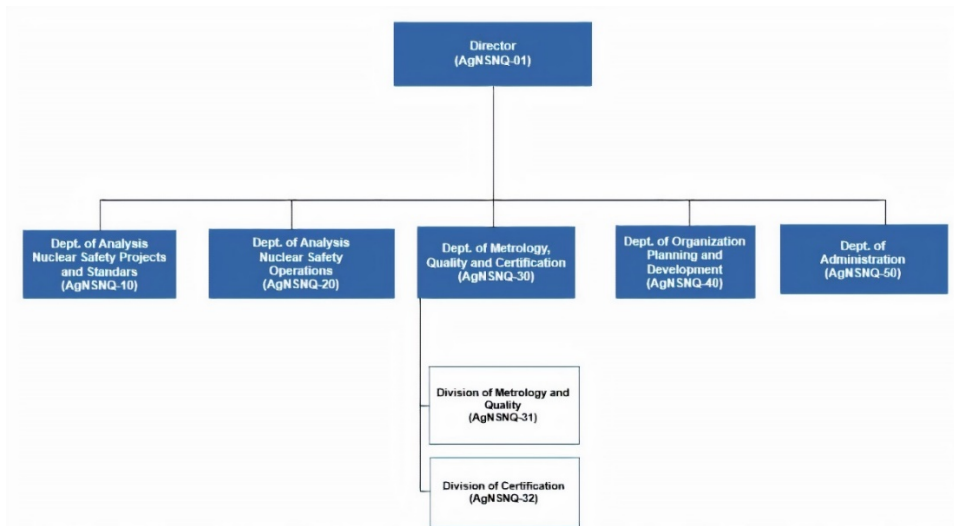 Director
(AgNSNQ-01)
Dept. of Analysis
Nuclear Safety Projects
and Standars
(AgNSNQ-10)
Dept. of Analysis
Nuclear Safety
Operations
(AgNSNQ-20)
Dept. of Metrology,
Quality and Certification
(AgNSNQ-30)
Dept. of Organization
Planning and
Development
(AgNSNQ-40)
Dept. of
Administration
(AgNSNQ-50)
Division of Metrology and
Quality
(AgNSNQ-31)
Division of Certification
(AgNSNQ-32)